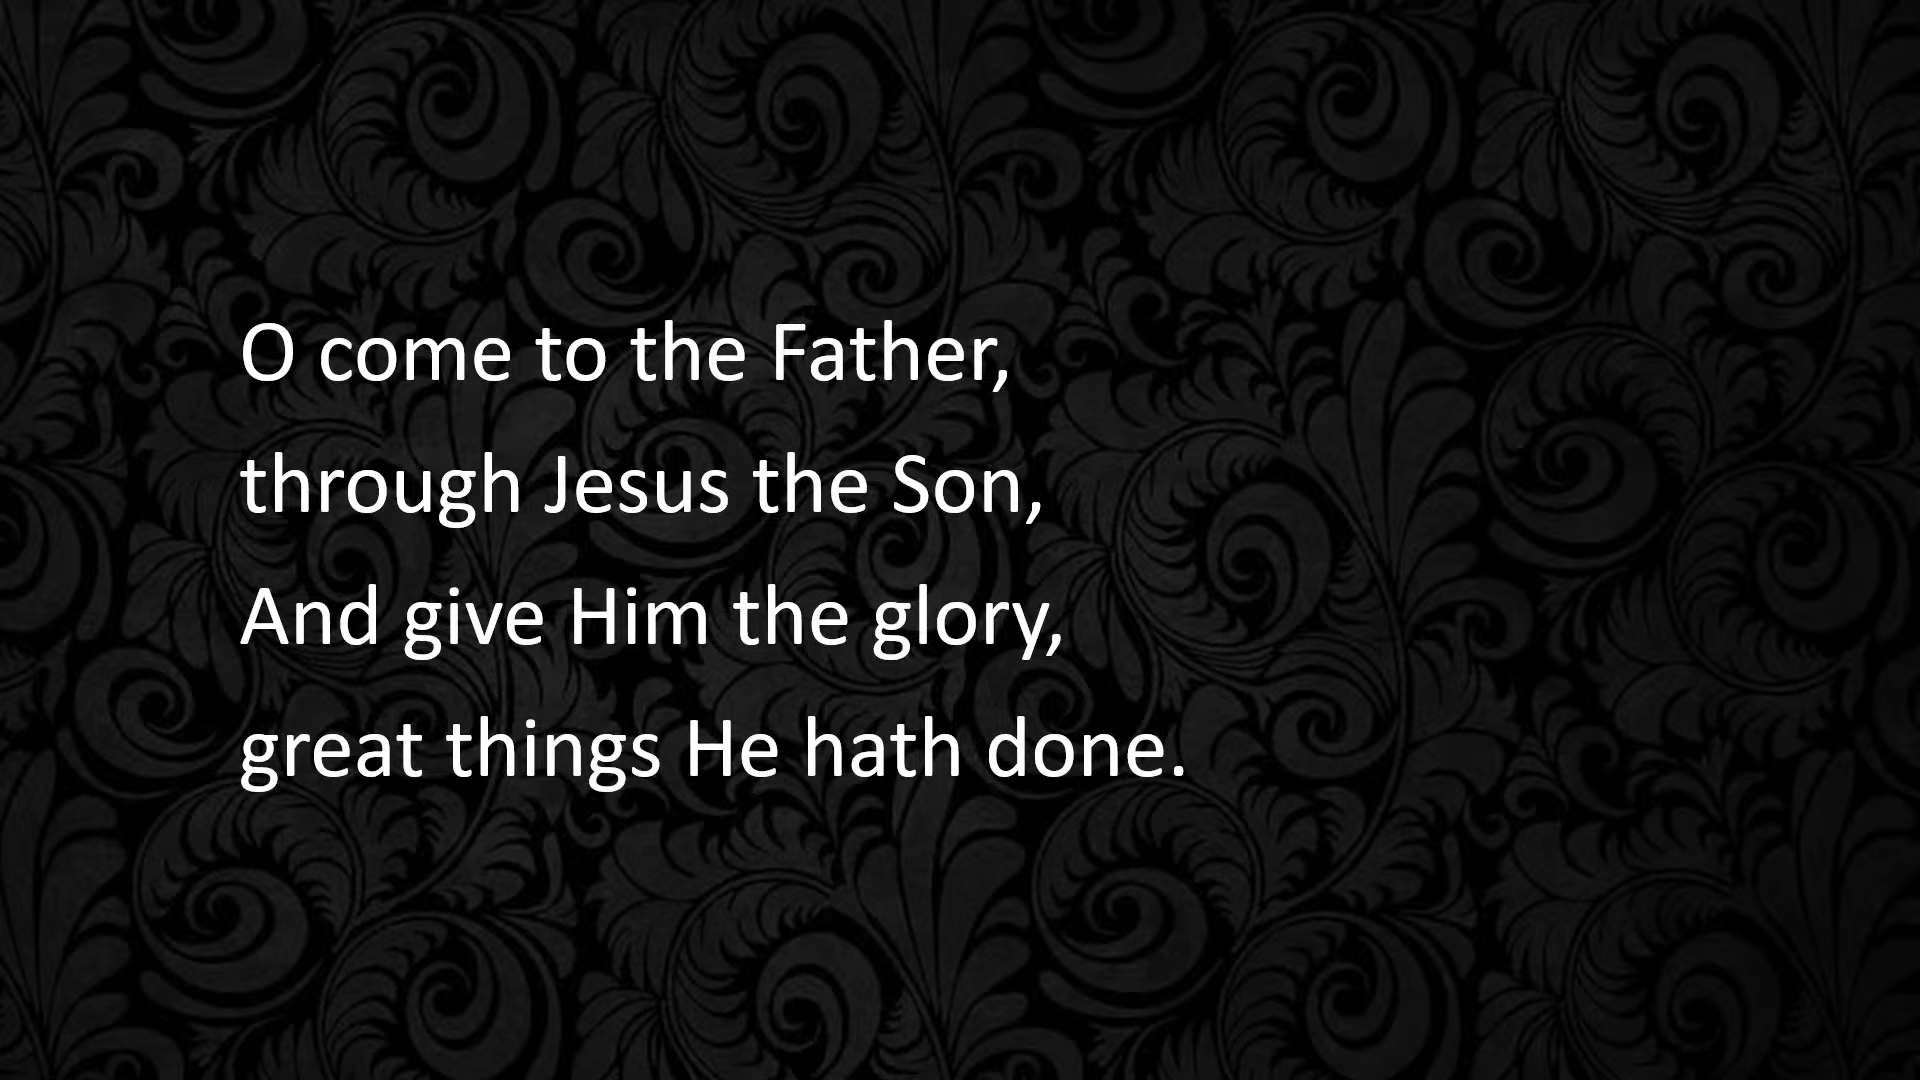 O come to the Father,
through Jesus the Son,
And give Him the glory,
great things He hath done.